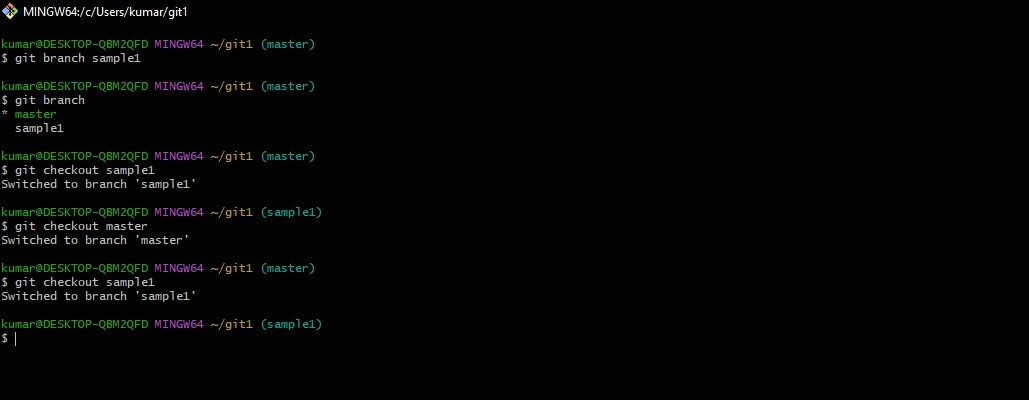 MINGW64:/c/Users/kumar/git1
kumar@DESKTOP-QBM2QFD MINGW64 ~/git1 (master)
$ git branch sample1
kumar@DESKTOP-QBM2QFD MINGW64 ~/git1 (master)
$ git branch
* master
sample1
kumar@DESKTOP-QBM2QFD MINGW64 ~/git1 (master)
$ git checkout sample1
Switched to branch 'sample1'
kumar@DESKTOP-QBM2QFD MINGW64 ~/git1 (sample1)
$ git checkout master
Switched to branch 'master'
kumar@DESKTOP-QBM2QFD MINGW64 ~/git1 (master)
$ git checkout sample1
Switched to branch 'sample1'
kumar@DESKTOP-QBM2QFD MINGW64 ~/git1 (sample1)
$